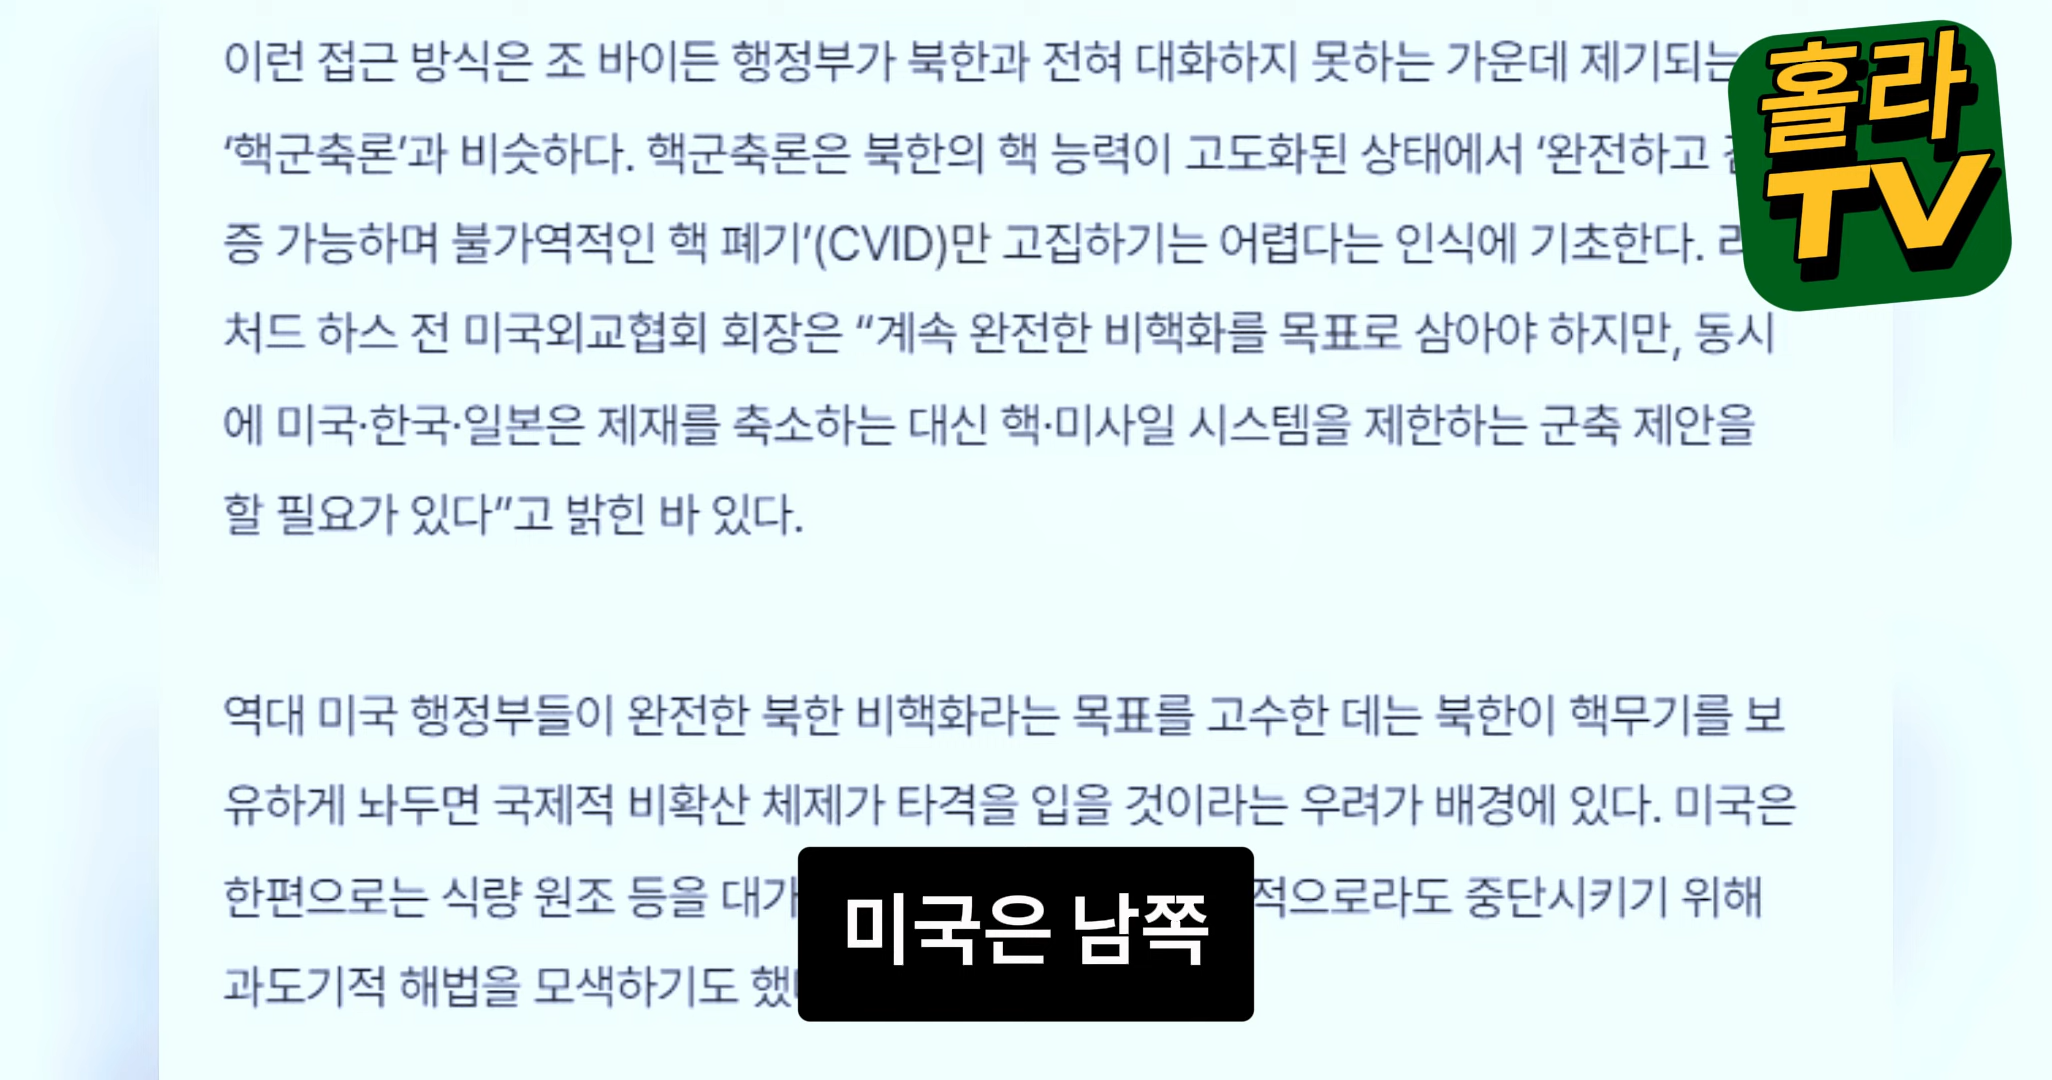 이런 접근 방식은 조 바이든 행정부가 북한과 전혀 대화하지 못하는 가운데 제기되는
'핵군축론'과 비슷하다. 핵군축론은 북한의 핵 능력이 고도화된 상태에서 '완전하고
증 가능하며 불가역적인 핵 폐기'(CVID)만 고집하기는 어렵다는 인식에 기초한다.
처드 하스 전 미국외교협회 회장은 “계속 완전한 비핵화를 목표로 삼아야 하지만, 동시
에 미국·한국·일본은 제재를 축소하는 대신 핵·미사일 시스템을 제한하는 군축 제안을
할 필요가 있다”고 밝힌 바 있다.
역대 미국 행정부들이 완전한 북한 비핵화라는 목표를 고수한 데는 북한이 핵무기를 보
유하게 놔두면 국제적 비확산 체제가 타격을 입을 것이라는 우려가 배경에 있다. 미국은
한편으로는 식량 원조 등을 대가 적으로라도 중단시키기 위해
과도기적 해법을 모색하기도
미국은 남쪽
홀라
TV